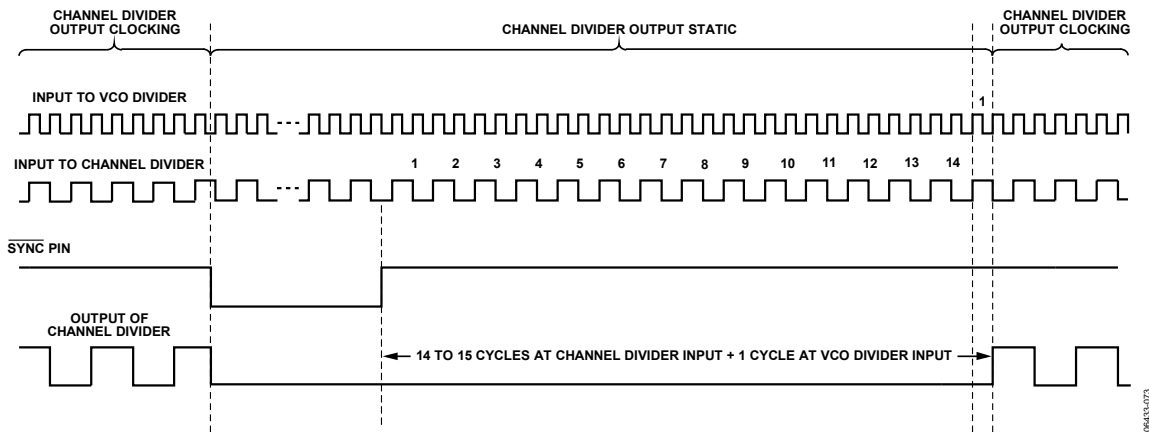 CHANNEL DIVIDER
OUTPUT CLOCKING
CHANNEL DIVIDER OUTPUT STATIC
CHANNEL DIVIDER
OUTPUT CLOCKING
INPUT TO VCO DIVIDER
1
INPUT TO CHANNEL DIVIDER
1 2 3 4 5 6 7 8 9 10 11 12 13 14
SYNC PIN
OUTPUT OF
CHANNEL DIVIDER
14 TO 15 CYCLES AT CHANNEL DIVIDER INPUT + 1 CYCLE AT VCO DIVIDER INPUT
06433-073